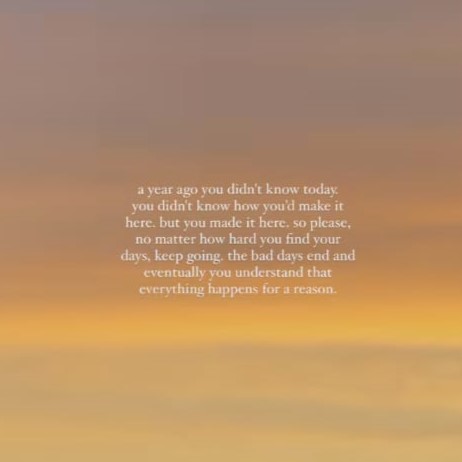 a year ago you didn't know today.
you didn't know how you'd make it
here. but you made it here. so please,
no matter how hard you find your
days, keep going. the bad days end and
eventually you understand that
everything happens for a reason.